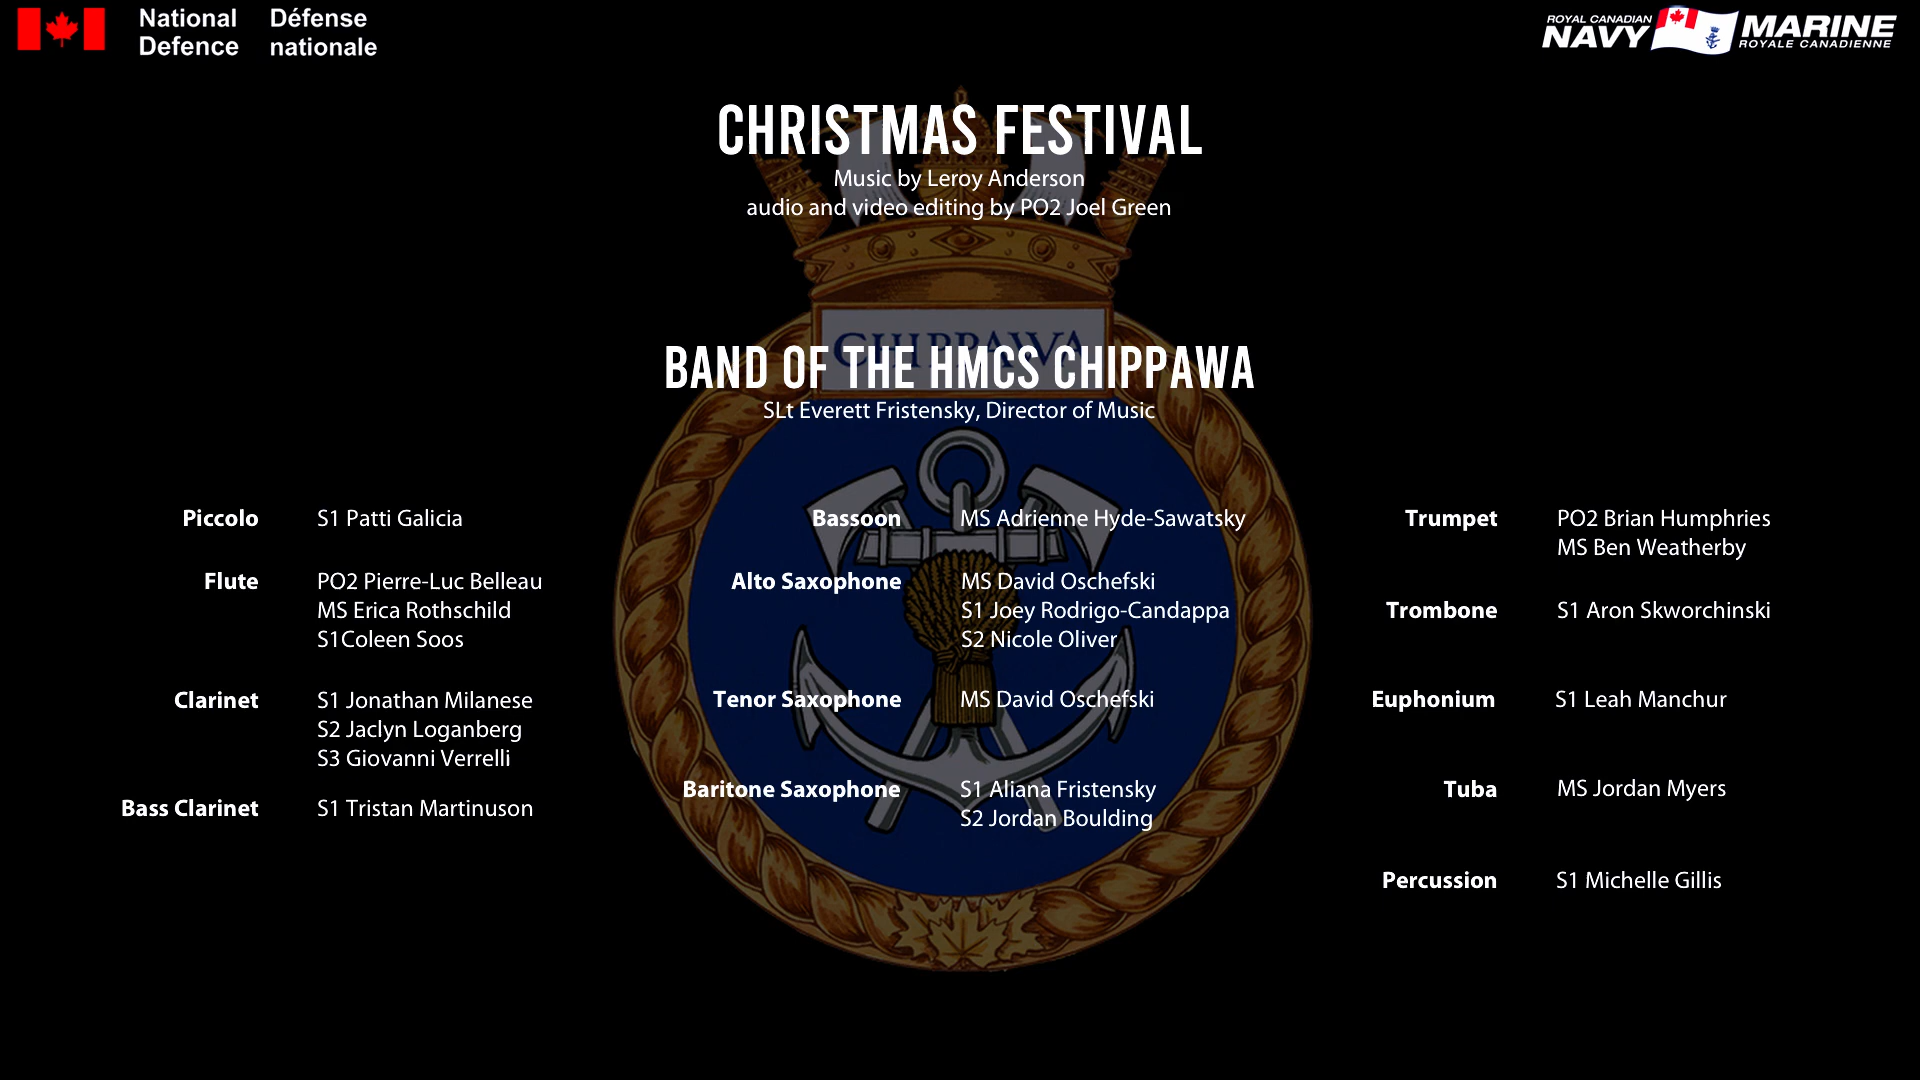 National Defence
Défense nationale
ROYAL CANADIAN NAVY
MARINE ROYALE CANADIENNE
CHRISTMAS FESTIVAL
Music by Leroy Anderson
audio and video editing by PO2 Joel Green
CHIPPAWA
BAND OF THE HMCS CHIPPAWA
SLt Everett Fristensky, Director of Music
Piccolo S1 Patti Galicia
Flute PO2 Pierre-Luc Belleau
MS Erica Rothschild
S1Coleen Soos
Clarinet S1 Jonathan Milanese
S2 Jaclyn Loganberg
S3 Giovanni Verrelli
Bass Clarinet S1 Tristan Martinuson
Bassoon MS Adrienne Hyde-Sawatsky
Alto Saxophone MS David Oschefski
S1 Joey Rodrigo-Candappa
S2 Nicole Oliver
Tenor Saxophone MS David Oschefski
Baritone Saxophone S1 Aliana Fristensky
S2 Jordan Boulding
Trumpet PO2 Brian Humphries
MS Ben Weatherby
Trombone S1 Aron Skworchinski
Euphonium S1 Leah Manchur
Tuba MS Jordan Myers
Percussion S1 Michelle Gillis